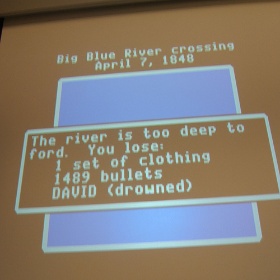 Big Blue River crossing
April 7, 1848
The river is too deep to
ford. You lose:
1 set of clothing
1489 bullets
DAVID (drowned)